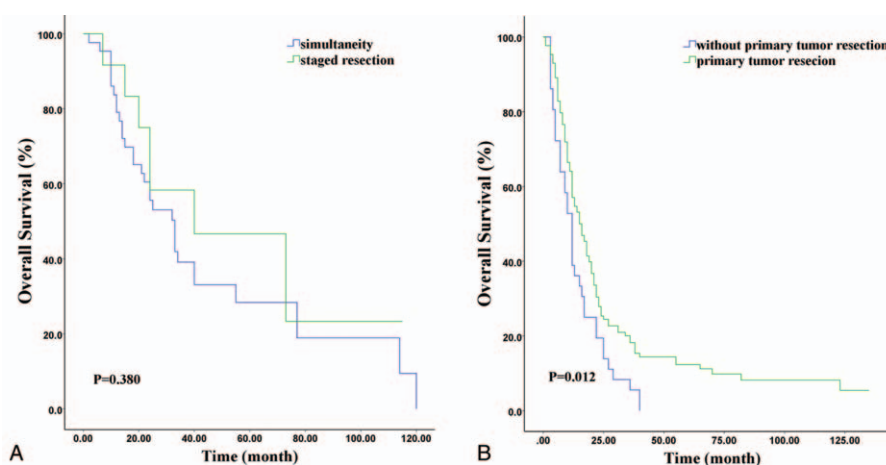 simultaneity
staged resection
100.0
80.0
60.0
40.0
20.0
0.0
Overall Survival (%)
P=0.380
0.00 20.00 40.00 60.00 80.00 100.00 120.00
Time (month)
A
without primary tumor resection
primary tumor resecion
100.0
80.0
60.0
40.0
20.0
0.0
Overall Survival (%)
P=0.012
.00 25.00 50.00 75.00 100.00 125.00
Time (month)
B